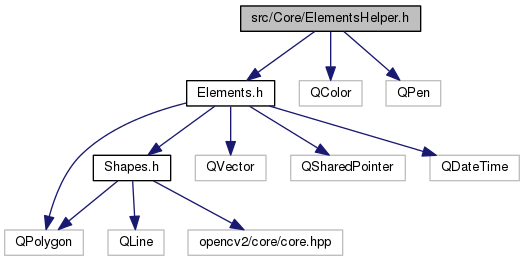 src/Core/ElementsHelper.h
Elements.h
QColor
QPen
Shapes.h
QVector
QSharedPointer
QDateTime
QPolygon
QLine
opencv2/core/core.hpp